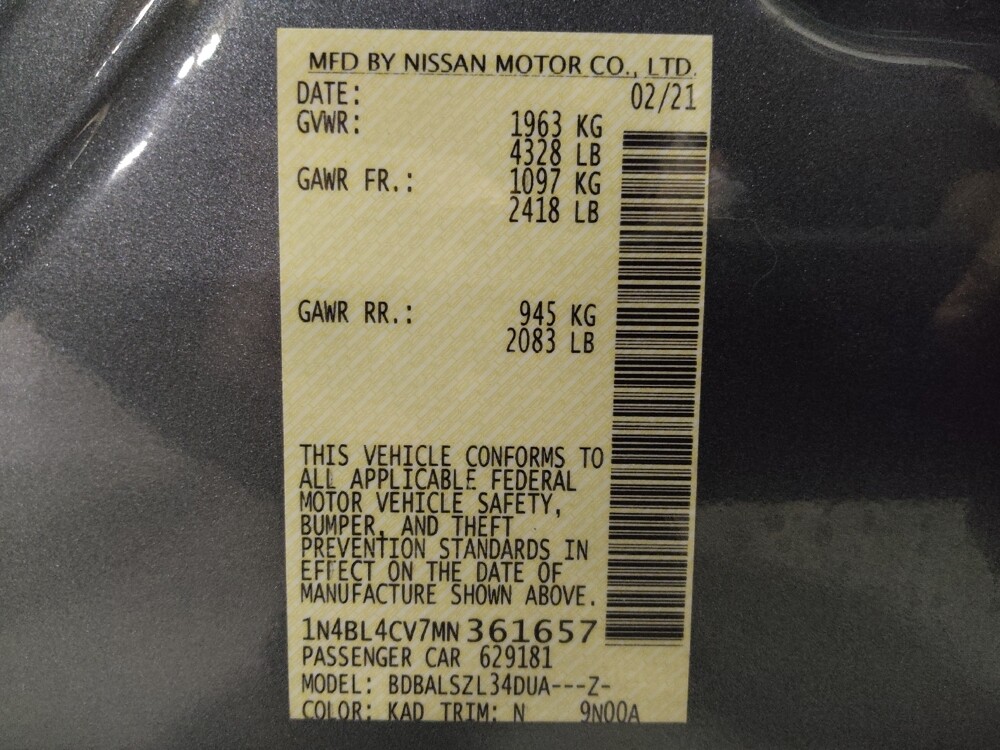 MFD BY NISSAN MOTOR CO., LTD.
DATE: 02/21
GVWR: 1963 KG
4328 LB
GAWR FR.: 1097 KG
2418 LB
GAWR RR.: 945 KG
2083 LB
THIS VEHICLE CONFORMS TO
ALL APPLICABLE FEDERAL
MOTOR VEHICLE SAFETY,
BUMPER, AND THEFT
PREVENTION STANDARDS IN
EFFECT ON THE DATE OF
MANUFACTURE SHOWN ABOVE.
1N4BL4CV7MN 361657
PASSENGER CAR 629181
MODEL: BDBALSZL34DUA---Z-
COLOR: KAD TRIM: N 9N00A